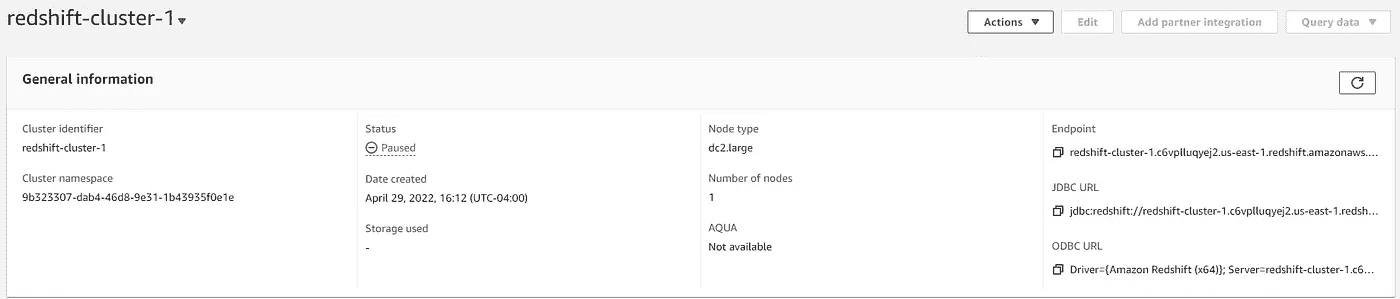 redshift-cluster-1
Actions
Edit
Add partner integration
Query data
General information
Cluster identifier
redshift-cluster-1
Cluster namespace
9b323307-dab4-46d8-9e31-1b43935f0e1e
Status
Paused
Date created
April 29, 2022, 16:12 (UTC-04:00)
Storage used
-
Node type
dc2.large
Number of nodes
1
AQUA
Not available
Endpoint
redshift-cluster-1.c6vplluqyej2.us-east-1.redshift.amazonaws....
JDBC URL
jdbc:redshift://redshift-cluster-1.c6vplluqyej2.us-east-1.redsh...
ODBC URL
Driver={Amazon Redshift (x64)}; Server=redshift-cluster-1.c6...